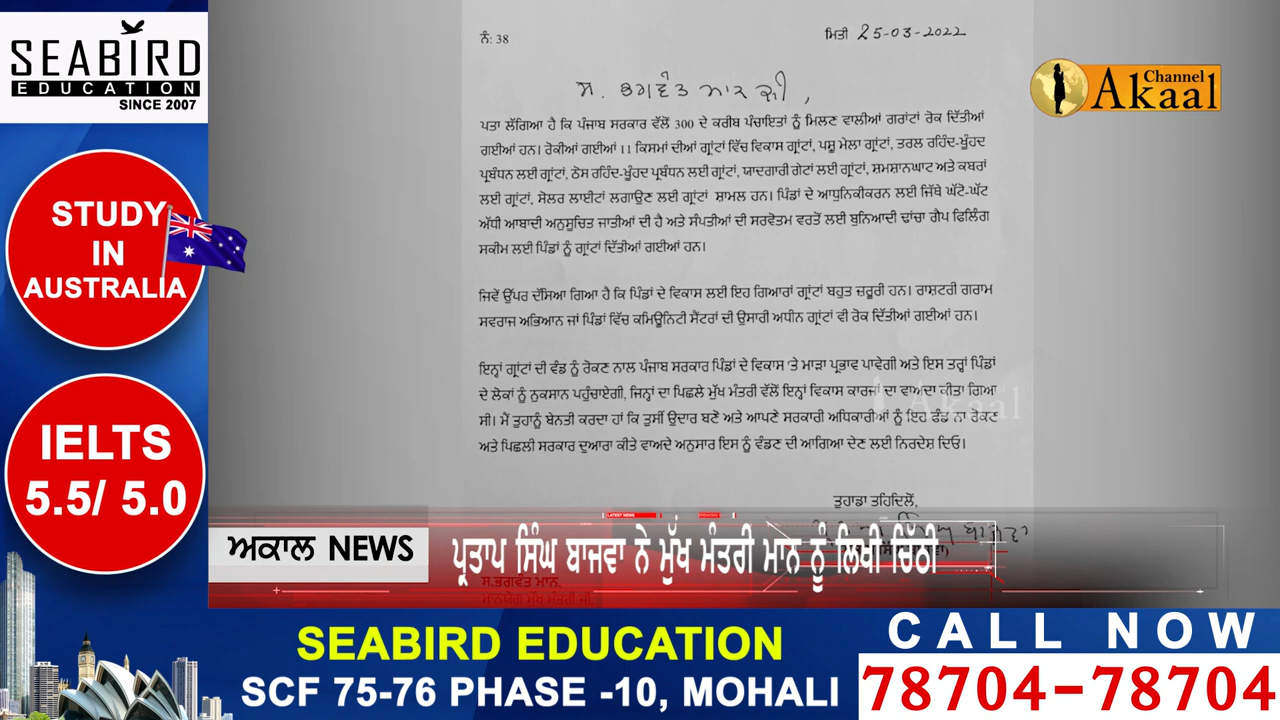 SEABIRD
EDUCATION
SINCE 2007
STUDY
IN
AUSTRALIA
IELTS
5.5/ 5.0
ਨੰ: 38
ਮਿਤੀ 25-03-2022
ਸ. ਭਗਵੰਤ ਮਾਨ ਜੀ,
ਪਤਾ ਲੱਗਿਆ ਹੈ ਕਿ ਪੰਜਾਬ ਸਰਕਾਰ ਵੱਲੋਂ 300 ਦੇ ਕਰੀਬ ਪੰਚਾਇਤਾਂ ਨੂੰ ਮਿਲਣ ਵਾਲੀਆਂ ਗਰਾਂਟਾਂ ਰੋਕ ਦਿੱਤੀਆਂ
ਗਈਆਂ ਹਨ। ਰੋਕੀਆਂ ਗਈਆਂ 11 ਕਿਸਮਾਂ ਦੀਆਂ ਗ੍ਰਾਂਟਾਂ ਵਿੱਚ ਵਿਕਾਸ ਗ੍ਰਾਂਟਾਂ, ਪਸ਼ੂ ਮੇਲਾ ਗ੍ਰਾਂਟਾਂ, ਤਰਲ ਰਹਿੰਦ-ਖੂੰਹਦ
ਪ੍ਰਬੰਧਨ ਲਈ ਗ੍ਰਾਂਟਾਂ, ਠੋਸ ਰਹਿੰਦ-ਖੂੰਹਦ ਪ੍ਰਬੰਧਨ ਲਈ ਗ੍ਰਾਂਟਾਂ, ਯਾਦਗਾਰੀ ਗੇਟਾਂ ਲਈ ਗ੍ਰਾਂਟਾਂ, ਸ਼ਮਸ਼ਾਨਘਾਟ ਅਤੇ ਕਬਰਾਂ
ਲਈ ਗ੍ਰਾਂਟਾਂ, ਸੋਲਰ ਲਾਈਟਾਂ ਲਗਾਉਣ ਲਈ ਗ੍ਰਾਂਟਾਂ ਸ਼ਾਮਲ ਹਨ। ਪਿੰਡਾਂ ਦੇ ਆਧੁਨਿਕੀਕਰਨ ਲਈ ਜਿੱਥੇ ਘੱਟੋ-ਘੱਟ
ਅੱਧੀ ਆਬਾਦੀ ਅਨੁਸੂਚਿਤ ਜਾਤੀਆਂ ਦੀ ਹੈ ਅਤੇ ਸੰਪਤੀਆਂ ਦੀ ਸਰਵੋਤਮ ਵਰਤੋਂ ਲਈ ਬੁਨਿਆਦੀ ਢਾਂਚਾ ਗੈਪ ਫਿਲਿੰਗ
ਸਕੀਮ ਲਈ ਪਿੰਡਾਂ ਨੂੰ ਗ੍ਰਾਂਟਾਂ ਦਿੱਤੀਆਂ ਗਈਆਂ ਹਨ।
ਜਿਵੇਂ ਉੱਪਰ ਦੱਸਿਆ ਗਿਆ ਹੈ ਕਿ ਪਿੰਡਾਂ ਦੇ ਵਿਕਾਸ ਲਈ ਇਹ ਗਿਆਰਾਂ ਗ੍ਰਾਂਟਾਂ ਬਹੁਤ ਜ਼ਰੂਰੀ ਹਨ। ਰਾਸ਼ਟਰੀ ਗਰਾਮ
ਸਵਰਾਜ ਅਭਿਆਨ ਜਾਂ ਪਿੰਡਾਂ ਵਿੱਚ ਕਮਿਊਨਿਟੀ ਸੈਂਟਰਾਂ ਦੀ ਉਸਾਰੀ ਅਧੀਨ ਗ੍ਰਾਂਟਾਂ ਵੀ ਰੋਕ ਦਿੱਤੀਆਂ ਗਈਆਂ ਹਨ।
ਇਨ੍ਹਾਂ ਗ੍ਰਾਂਟਾਂ ਦੀ ਵੰਡ ਨੂੰ ਰੋਕਣ ਨਾਲ ਪੰਜਾਬ ਸਰਕਾਰ ਪਿੰਡਾਂ ਦੇ ਵਿਕਾਸ 'ਤੇ ਮਾੜਾ ਪ੍ਰਭਾਵ ਪਾਵੇਗੀ ਅਤੇ ਇਸ ਤਰ੍ਹਾਂ ਪਿੰਡਾਂ
ਦੇ ਲੋਕਾਂ ਨੂੰ ਨੁਕਸਾਨ ਪਹੁੰਚਾਏਗੀ, ਜਿਨ੍ਹਾਂ ਦਾ ਪਿਛਲੇ ਮੁੱਖ ਮੰਤਰੀ ਵੱਲੋਂ ਇਨ੍ਹਾਂ ਵਿਕਾਸ ਕਾਰਜਾਂ ਦਾ ਵਾਅਦਾ ਕੀਤਾ ਗਿਆ
ਸੀ। ਮੈਂ ਤੁਹਾਨੂੰ ਬੇਨਤੀ ਕਰਦਾ ਹਾਂ ਕਿ ਤੁਸੀਂ ਉਦਾਰ ਬਣੋ ਅਤੇ ਆਪਣੇ ਸਰਕਾਰੀ ਅਧਿਕਾਰੀਆਂ ਨੂੰ ਇਹ ਫੰਡ ਨਾ ਰੋਕਣ
ਅਤੇ ਪਿਛਲੀ ਸਰਕਾਰ ਦੁਆਰਾ ਕੀਤੇ ਵਾਅਦੇ ਅਨੁਸਾਰ ਇਸ ਨੂੰ ਵੰਡਣ ਦੀ ਆਗਿਆ ਦੇਣ ਲਈ ਨਿਰਦੇਸ਼ ਦਿਓ।
ਤੁਹਾਡਾ ਤਹਿਦਿਲੋਂ,
ਸ.ਭਗਵੰਤ ਮਾਨ,
ਮਾਨਯੋਗ ਮੁੱਖ ਮੰਤਰੀ ਜੀ,
Channel
Akaal
Akaal
LATEST NEWS
ਅਕਾਲ NEWS
ਪ੍ਰਤਾਪ ਸਿੰਘ ਬਾਜਵਾ ਨੇ ਮੁੱਖ ਮੰਤਰੀ ਮਾਨ ਨੂੰ ਲਿਖੀ ਚਿੱਠੀ
SEABIRD EDUCATION
SCF 75-76 PHASE -10, MOHALI
CALL NOW
78704-78704